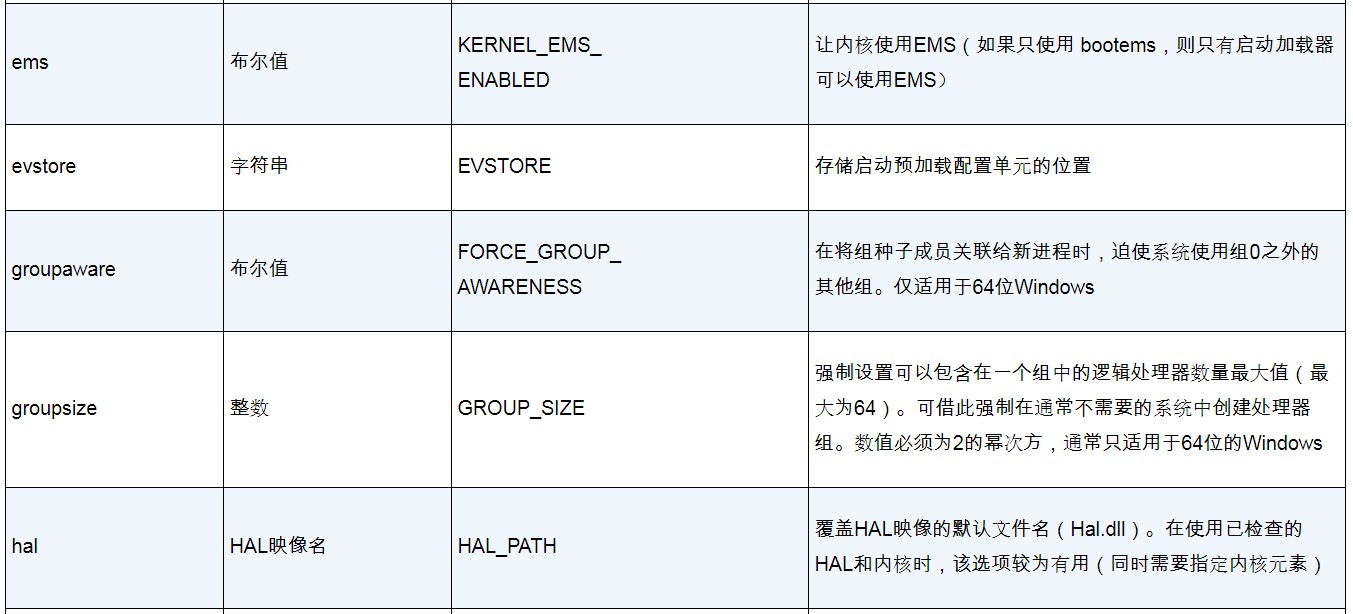 ems
布尔值
KERNEL_EMS_
ENABLED
让内核使用EMS（如果只使用 bootems，则只有启动加载器
可以使用EMS）
evstore
字符串
EVSTORE
存储启动预加载配置单元的位置
groupaware
布尔值
FORCE_GROUP_
AWARENESS
在将组种子成员关联给新进程时，迫使系统使用组0之外的
其他组。仅适用于64位Windows
groupsize
整数
GROUP_SIZE
强制设置可以包含在一个组中的逻辑处理器数量最大值（最
大为64）。可借此强制在通常不需要的系统中创建处理器
组。数值必须为2的幂次方，通常只适用于64位的Windows
hal
HAL映像名
HAL_PATH
覆盖HAL映像的默认文件名（Hal.dll）。在使用已检查的
HAL和内核时，该选项较为有用（同时需要指定内核元素）